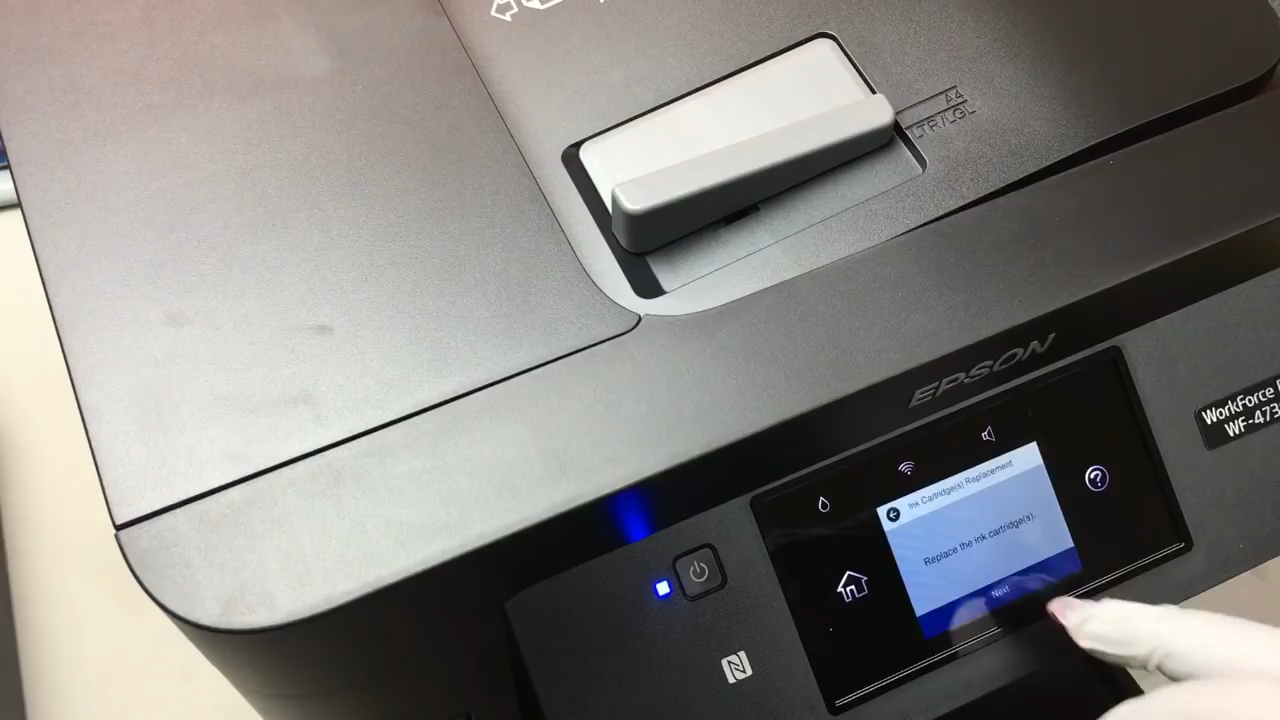 A4
LTR/LGL
EPSON
WorkForce
WF-473
Ink Cartridge(s) Replacement
Replace the ink cartridge(s).
Next